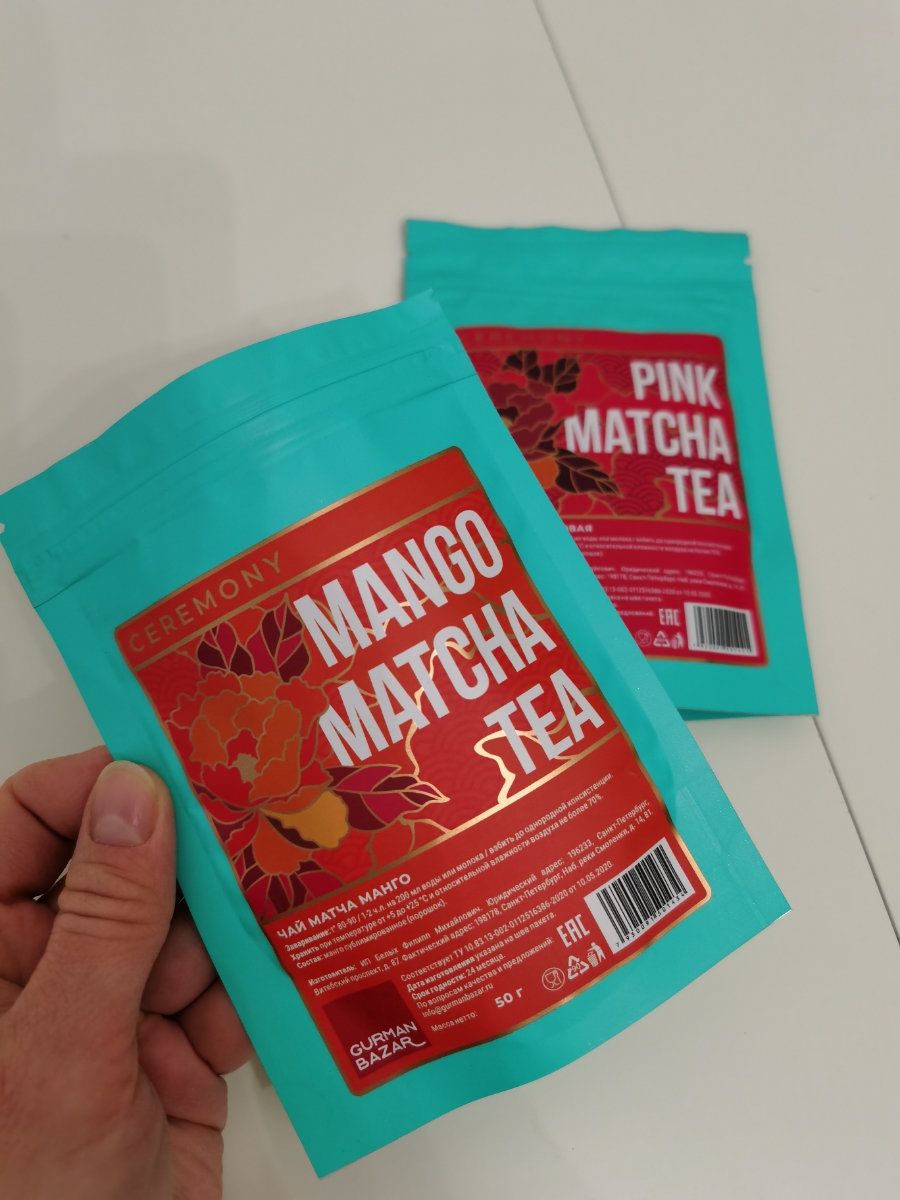 CEREMONY
MANGO
MATCHA
TEA
ЧАЙ МАТЧА МАНГО
Заваривание: t° 80-90 / 1-2 ч.л. на 200 мл воды или молока / взбить до однородной консистенции.
Хранить при температуре от +5 до +25 °C и относительной влажности воздуха не более 70%.
Состав: манго сублимированное (порошок).
Изготовитель: ИП Белых Филипп Михайлович. Юридический адрес: 196233, Санкт-Петербург,
Витебский проспект, д. 87 Фактический адрес: 198178, Санкт-Петербург, Наб. реки Смоленки, д. 14, 81.
Соответствует ТУ 10.83.13-002-0112516386-2020 от 10.05.2020.
Дата изготовления указана на шве пакета.
Срок годности: 24 месяца
По вопросам качества и предложений:
info@gurmanbazar.ru
Масса нетто:
50 г
EAC
GURMAN
BAZAR
CEREMONY
PINK
MATCHA
TEA
EAC